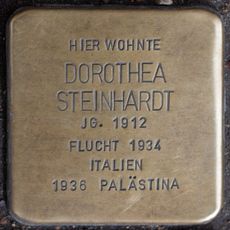 HIER WOHNTE
DOROTHEA
STEINHARDT
JG. 1912
FLUCHT 1934
ITALIEN
1936 PALÄSTINA